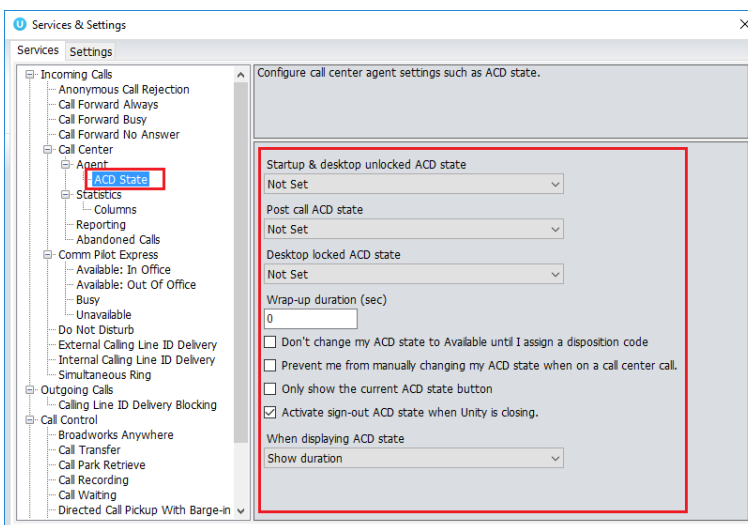 Services & Settings
Services Settings
Incoming Calls
Anonymous Call Rejection
Call Forward Always
Call Forward Busy
Call Forward No Answer
Call Center
Agent
ACD State
Statistics
Columns
Reporting
Abandoned Calls
Comm Pilot Express
Available: In Office
Available: Out Of Office
Busy
Unavailable
Do Not Disturb
External Calling Line ID Delivery
Internal Calling Line ID Delivery
Simultaneous Ring
Outgoing Calls
Calling Line ID Delivery Blocking
Call Control
Broadworks Anywhere
Call Transfer
Call Park Retrieve
Call Recording
Call Waiting
Directed Call Pickup With Barge-in
Configure call center agent settings such as ACD state.
Startup & desktop unlocked ACD state
Not Set
Post call ACD state
Not Set
Desktop locked ACD state
Not Set
Wrap-up duration (sec)
0
Don't change my ACD state to Available until I assign a disposition code
Prevent me from manually changing my ACD state when on a call center call.
Only show the current ACD state button
Activate sign-out ACD state when Unity is closing.
When displaying ACD state
Show duration